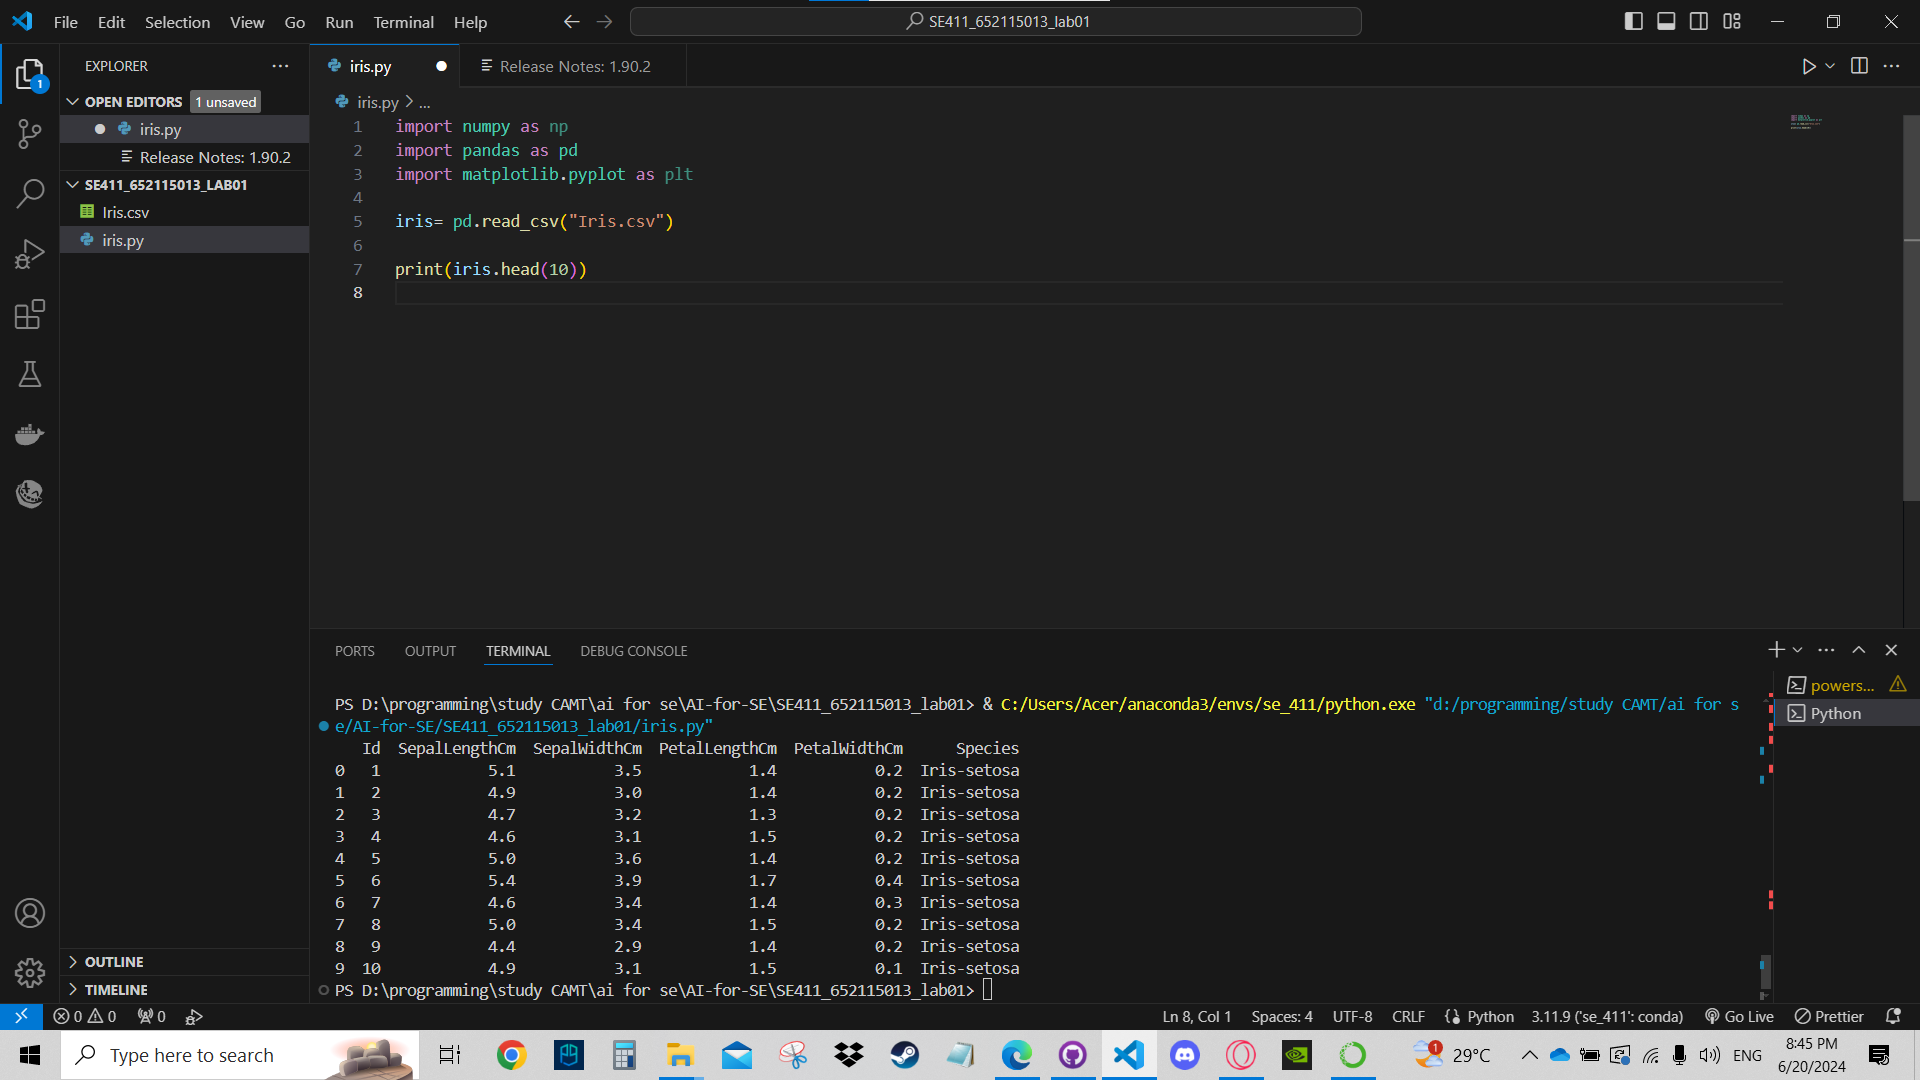 File Edit Selection View Go Run Terminal Help
SE411_652115013_lab01
EXPLORER
1
OPEN EDITORS 1 unsaved
iris.py
Release Notes: 1.90.2
SE411_652115013_LAB01
Iris.csv
iris.py
OUTLINE
TIMELINE
iris.py
Release Notes: 1.90.2
iris.py > ...
1 import numpy as np
2 import pandas as pd
3 import matplotlib.pyplot as plt
4
5 iris= pd.read_csv("Iris.csv")
6
7 print(iris.head(10))
8
PORTS OUTPUT TERMINAL DEBUG CONSOLE
powers...
Python
PS D:\programming\study CAMT\ai for se\AI-for-SE\SE411_652115013_lab01> & C:/Users/Acer/anaconda3/envs/se_411/python.exe "d:/programming/study CAMT/ai for s
e/AI-for-SE/SE411_652115013_lab01/iris.py"
Id SepalLengthCm SepalWidthCm PetalLengthCm PetalWidthCm Species
0 1 5.1 3.5 1.4 0.2 Iris-setosa
1 2 4.9 3.0 1.4 0.2 Iris-setosa
2 3 4.7 3.2 1.3 0.2 Iris-setosa
3 4 4.6 3.1 1.5 0.2 Iris-setosa
4 5 5.0 3.6 1.4 0.2 Iris-setosa
5 6 5.4 3.9 1.7 0.4 Iris-setosa
6 7 4.6 3.4 1.4 0.3 Iris-setosa
7 8 5.0 3.4 1.5 0.2 Iris-setosa
8 9 4.4 2.9 1.4 0.2 Iris-setosa
9 10 4.9 3.1 1.5 0.1 Iris-setosa
PS D:\programming\study CAMT\ai for se\AI-for-SE\SE411_652115013_lab01>
0 0 0
Ln 8, Col 1 Spaces: 4 UTF-8 CRLF Python 3.11.9 ('se_411': conda) Go Live Prettier
Type here to search
1
29°C
ENG
8:45 PM
6/20/2024